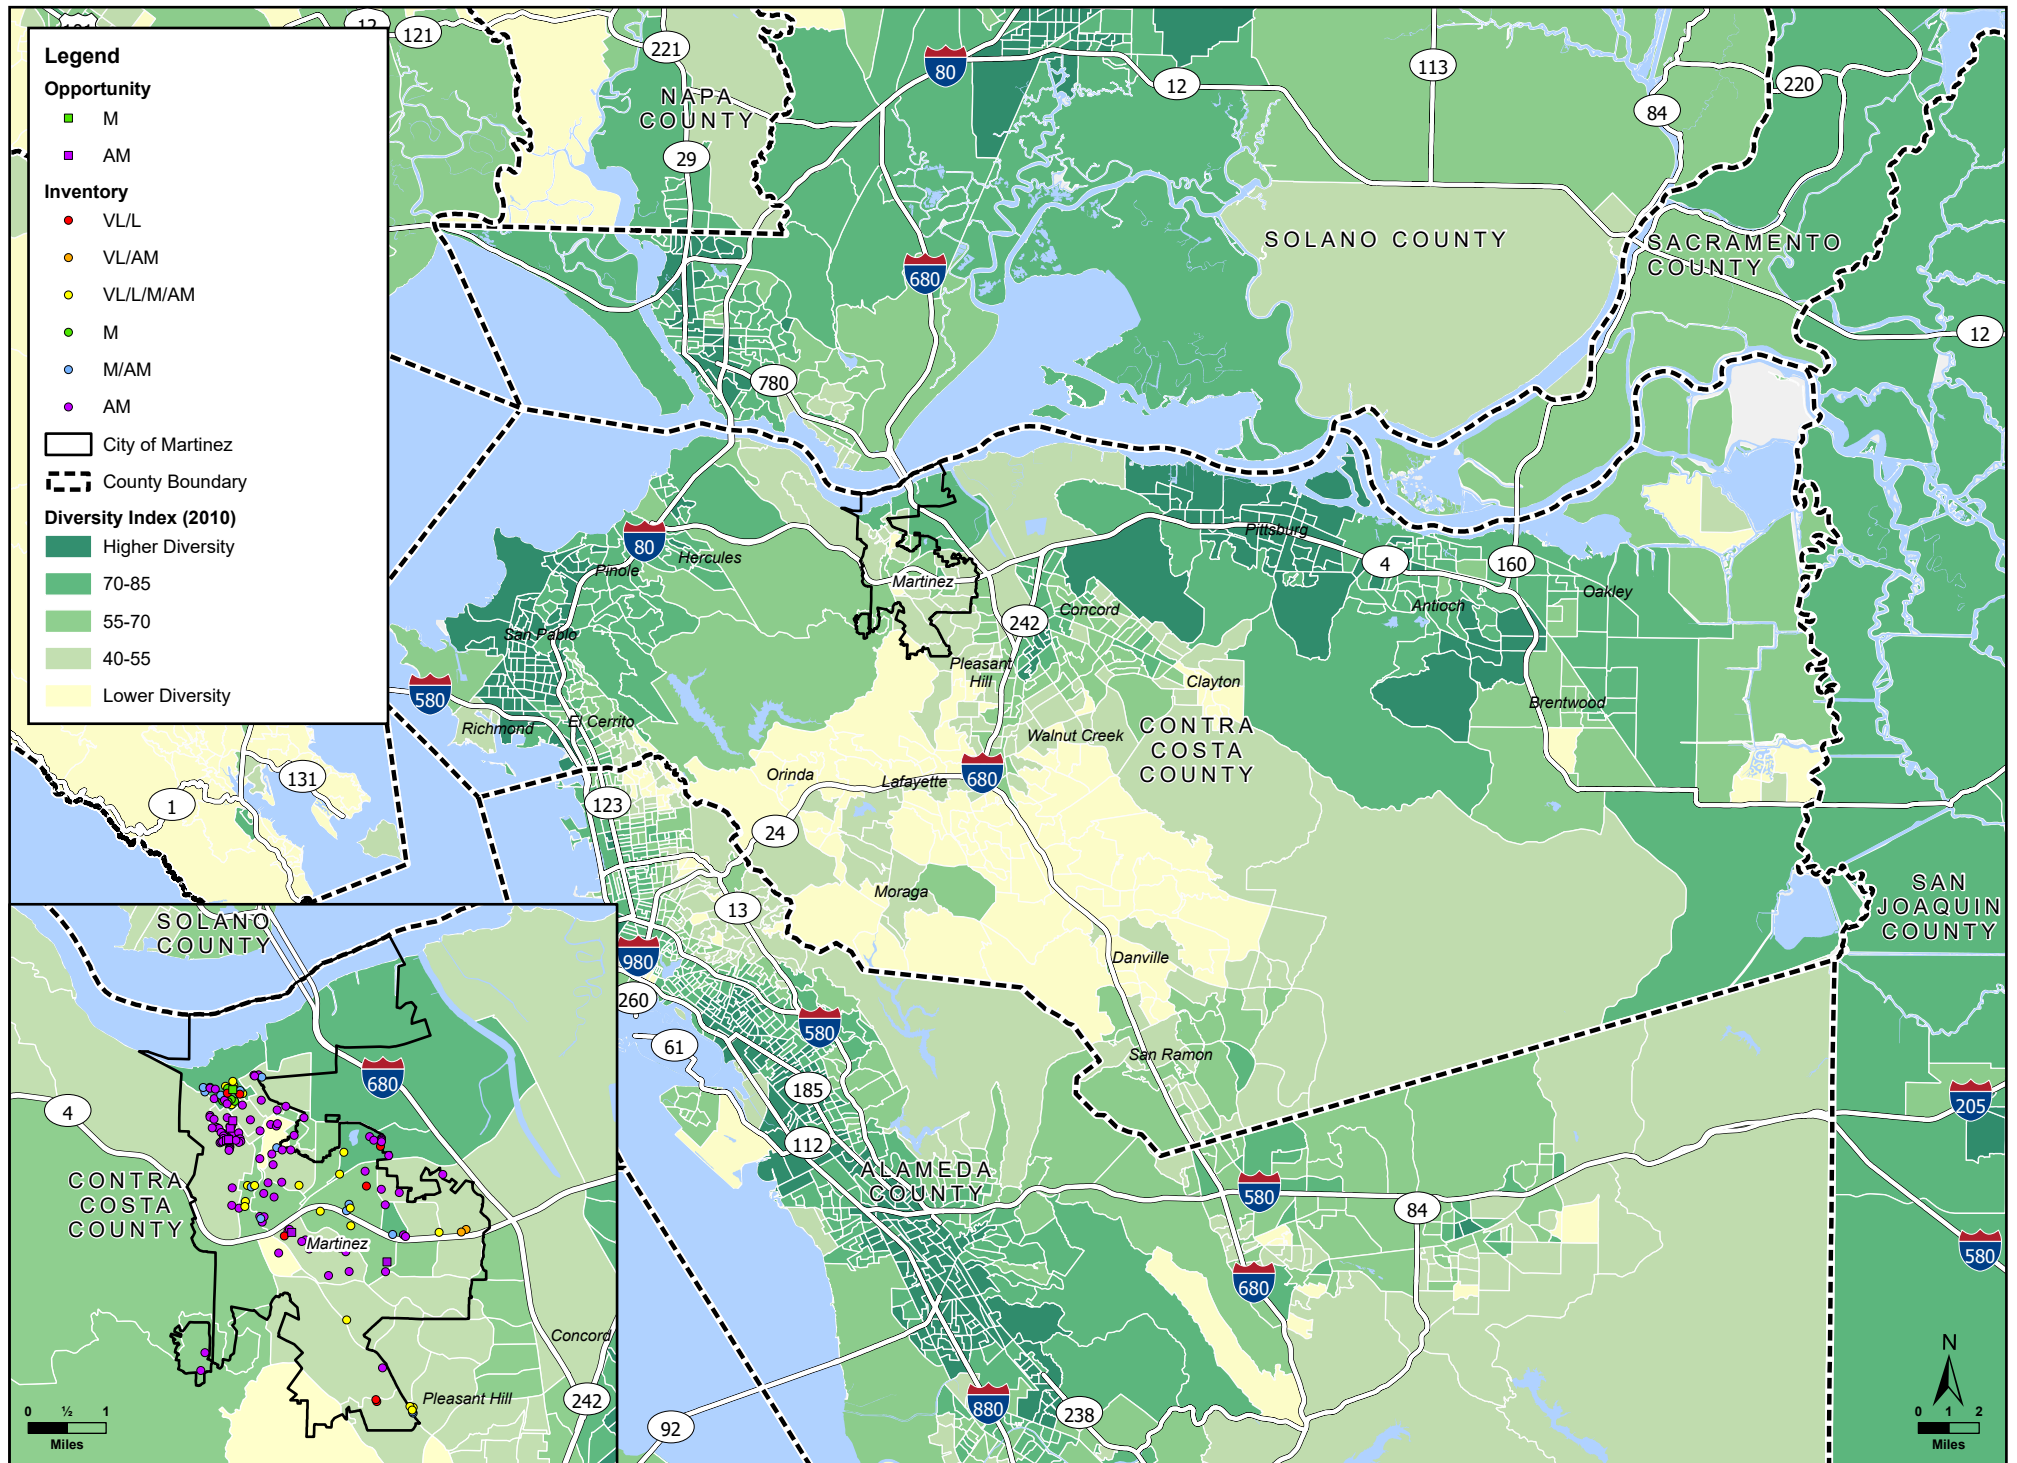 Legend
Opportunity
M
AM
Inventory
VL/L
VL/AM
VL/L/M/AM
M
M/AM
AM
City of Martinez
County Boundary
Diversity Index (2010)
Higher Diversity
70-85
55-70
40-55
Lower Diversity
12
121
221
80
12
113
84
220
NAPA
COUNTY
29
SOLANO COUNTY
SACRAMENTO
COUNTY
680
12
780
80
Hercules
Pinole
Martinez
Pittsburg
4
160
Oakley
Antioch
Concord
242
San Pablo
Pleasant
Hill
Clayton
580
Richmond
El Cerrito
Brentwood
Walnut Creek
CONTRA
COSTA
COUNTY
131
1
Orinda
Lafayette
680
123
24
Moraga
13
SAN
JOAQUIN
COUNTY
980
Danville
260
580
61
San Ramon
185
205
112
ALAMEDA
COUNTY
580
84
580
680
880
238
92
N
0 1 2
Miles
SOLANO
COUNTY
680
4
CONTRA
COSTA
COUNTY
Martinez
Concord
Pleasant Hill
242
0 ½ 1
Miles